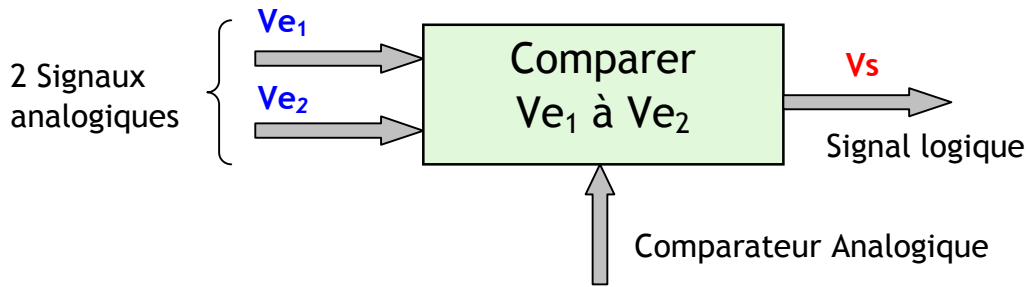 2 Signaux
analogiques
Ve₁
Ve₂
Comparer
Ve₁ à Ve₂
Vs
Signal logique
Comparateur Analogique